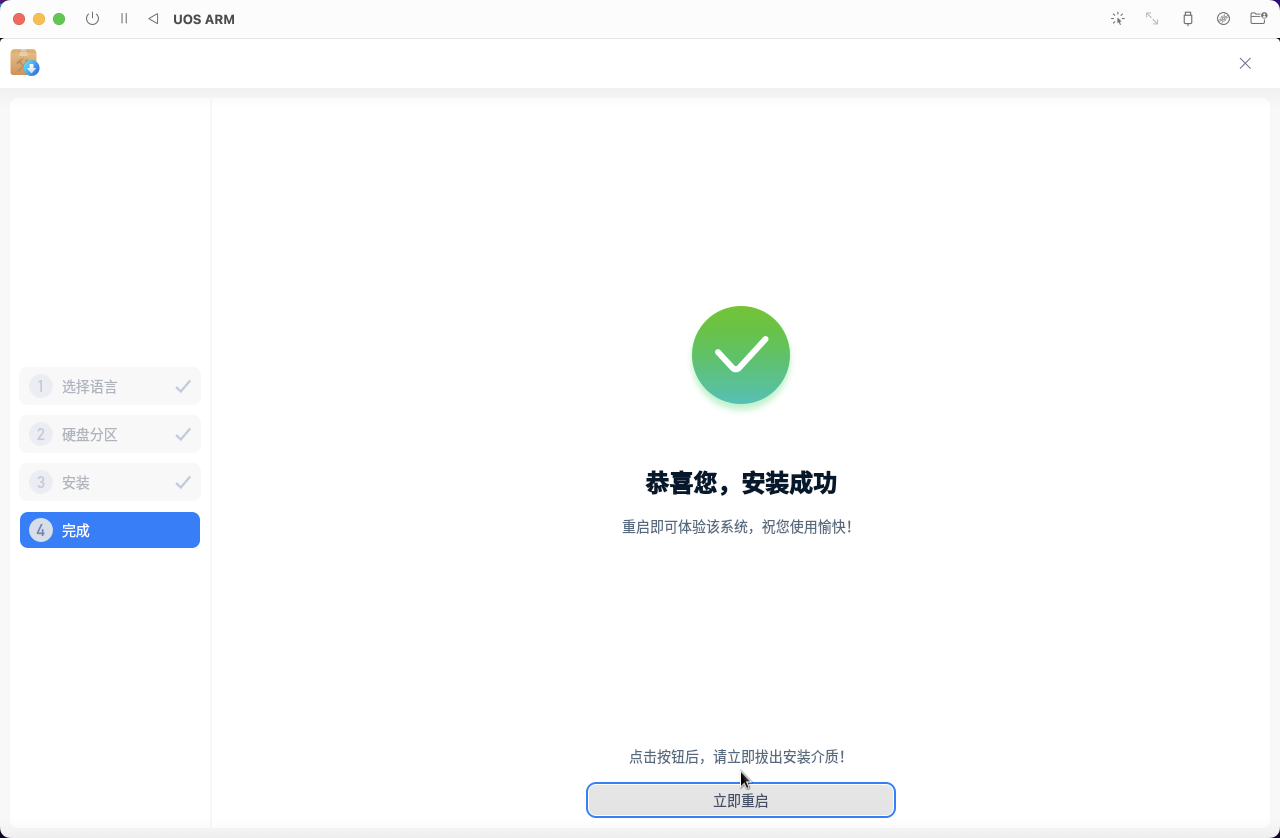 UOS ARM
1 选择语言
2 硬盘分区
3 安装
4 完成
恭喜您，安装成功
重启即可体验该系统，祝您使用愉快！
点击按钮后，请立即拔出安装介质！
立即重启